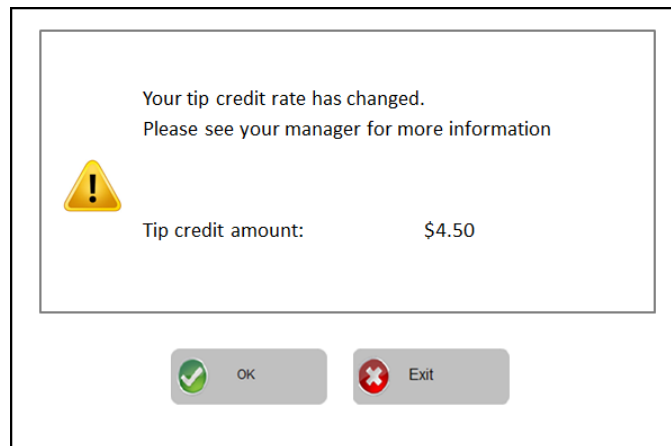 Your tip credit rate has changed.
Please see your manager for more information
Tip credit amount: $4.50
OK
Exit